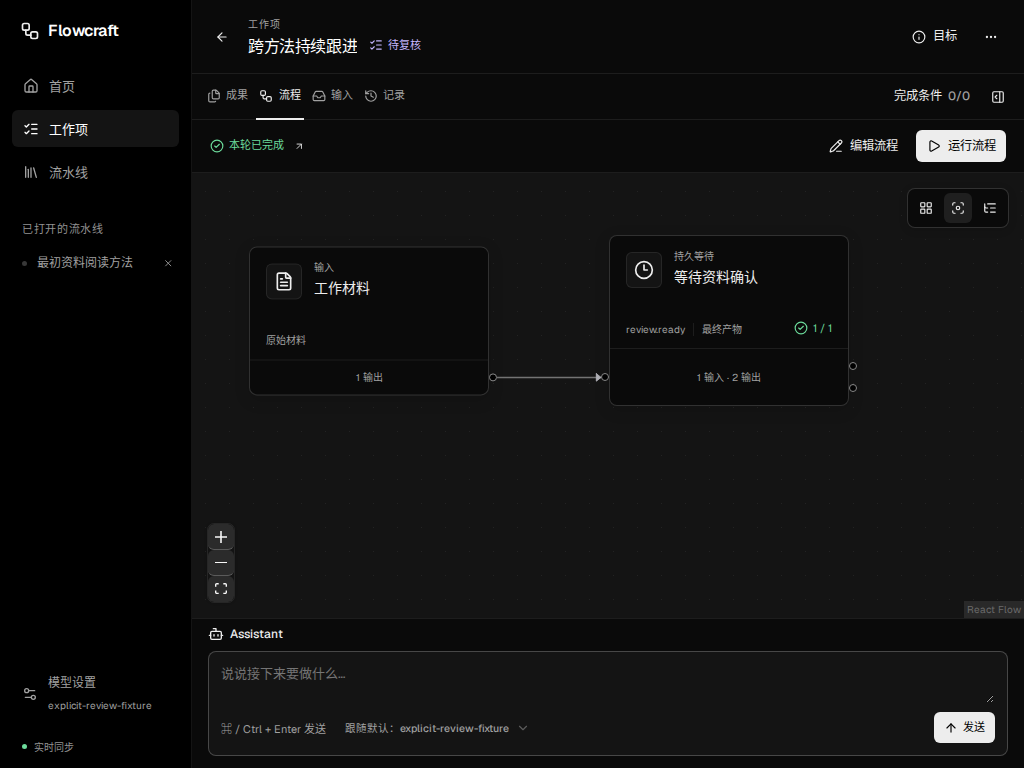 Flowcraft
首页
工作项
流水线
已打开的流水线
最初资料阅读方法
模型设置
explicit-review-fixture
实时同步
工作项
跨方法持续跟进
待复核
目标
成果
流程
输入
记录
完成条件 0/0
本轮已完成
编辑流程
运行流程
输入
工作材料
原始材料
1 输出
持久等待
等待资料确认
review.ready
最终产物
1 / 1
1 输入 · 2 输出
React Flow
Assistant
说说接下来要做什么...
⌘ / Ctrl + Enter 发送
跟随默认：explicit-review-fixture
发送